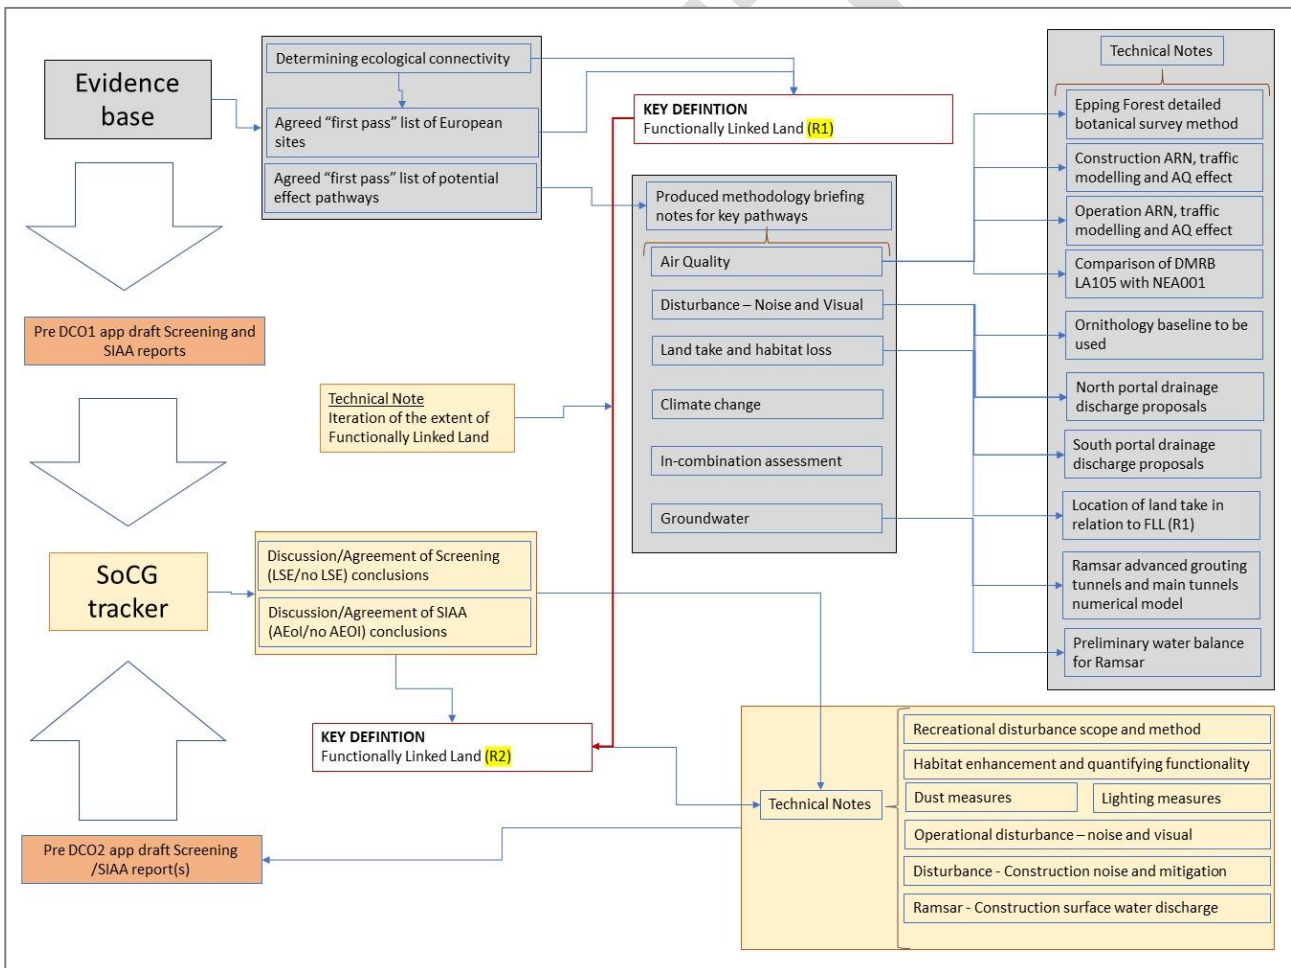 Evidence
base
Determining ecological connectivity
Agreed “first pass” list of European
sites
Agreed “first pass” list of potential
effect pathways
KEY DEFINTION
Functionally Linked Land (R1)
Produced methodology briefing
notes for key pathways
Air Quality
Disturbance – Noise and Visual
Land take and habitat loss
Climate change
In-combination assessment
Groundwater
Technical Notes
Epping Forest detailed
botanical survey method
Construction ARN, traffic
modelling and AQ effect
Operation ARN, traffic
modelling and AQ effect
Comparison of DMRB
LA105 with NEA001
Ornithology baseline to be
used
North portal drainage
discharge proposals
South portal drainage
discharge proposals
Location of land take in
relation to FLL (R1)
Ramsar advanced grouting
tunnels and main tunnels
numerical model
Preliminary water balance
for Ramsar
Pre DCO1 app draft Screening and
SIAA reports
Technical Note
Iteration of the extent of
Functionally Linked Land
SoCG
tracker
Discussion/Agreement of Screening
(LSE/no LSE) conclusions
Discussion/Agreement of SIAA
(AEoI/no AEOI) conclusions
KEY DEFINTION
Functionally Linked Land (R2)
Pre DCO2 app draft Screening
/SIAA report(s)
Technical Notes
Recreational disturbance scope and method
Habitat enhancement and quantifying functionality
Dust measures
Lighting measures
Operational disturbance – noise and visual
Disturbance - Construction noise and mitigation
Ramsar - Construction surface water discharge